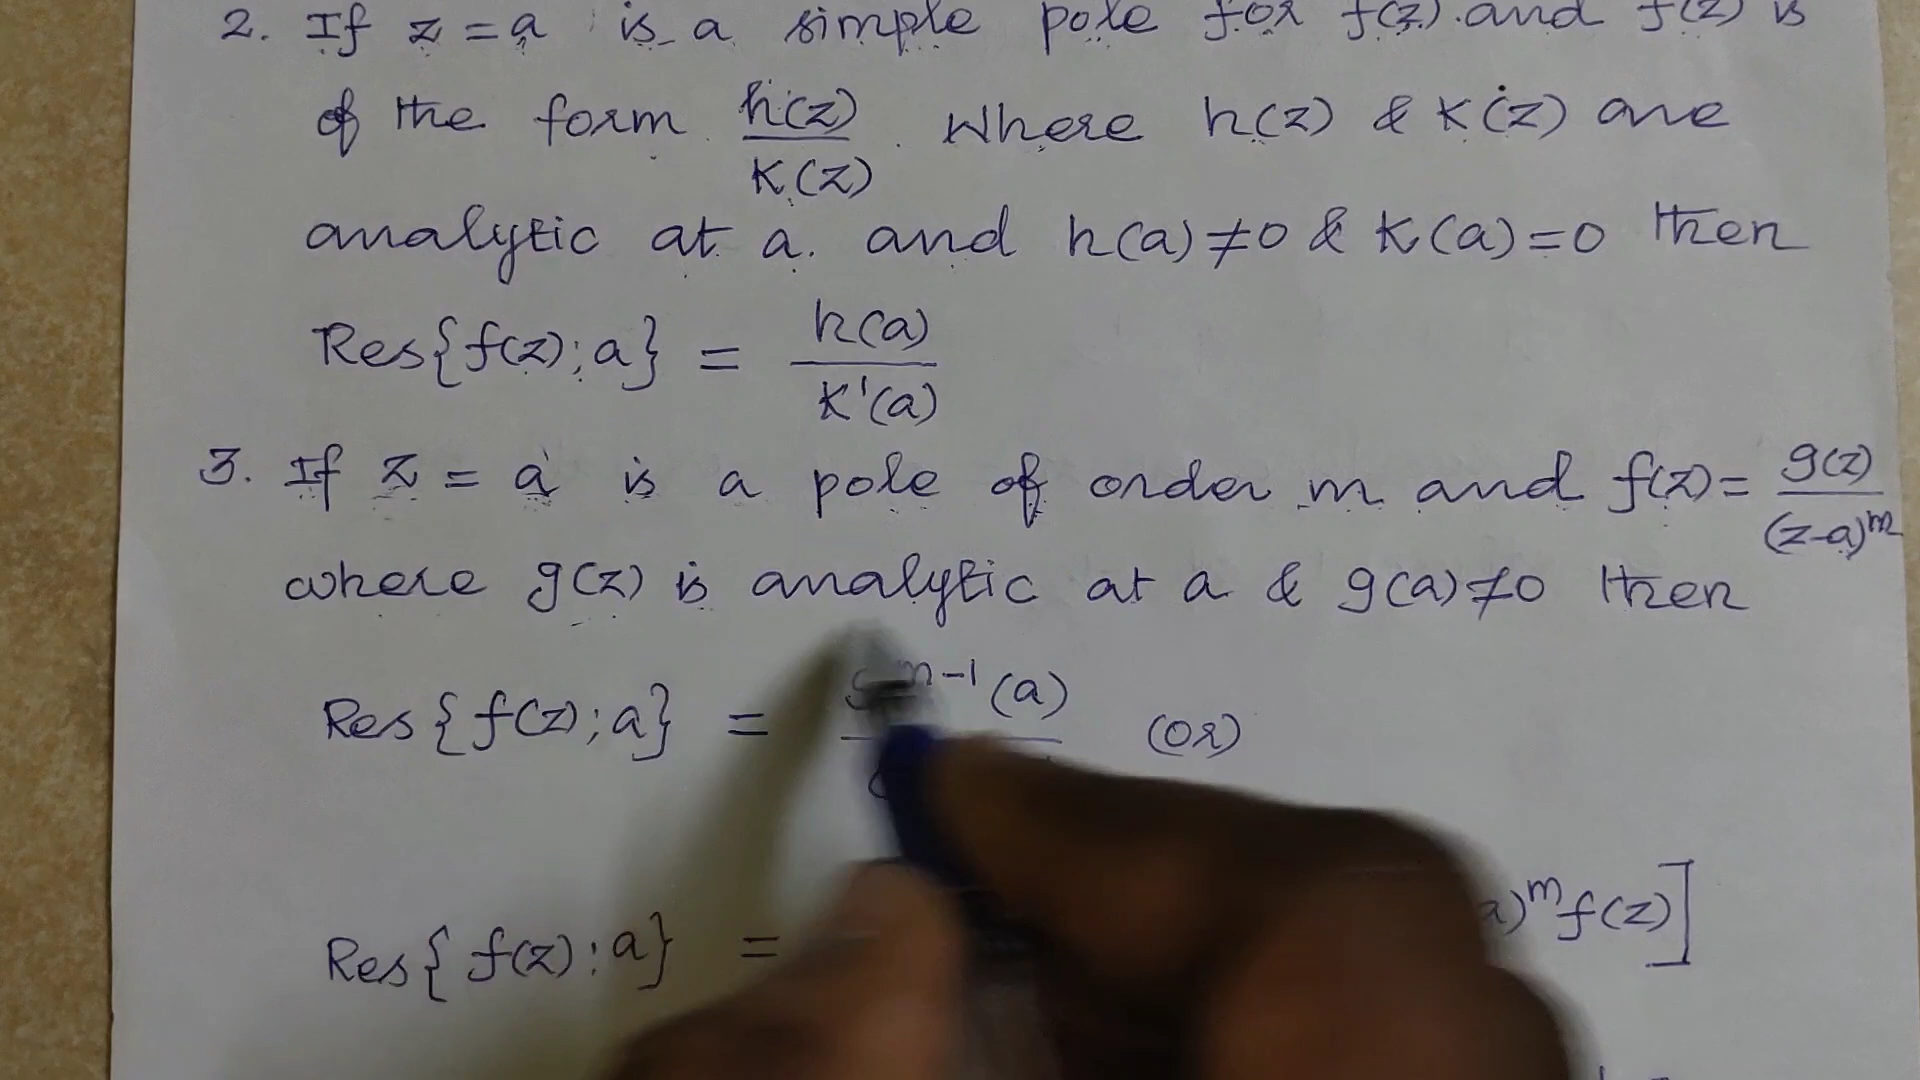 2. If z = a is a simple pole for f(z) and f(z) is
of the form h(z)/K(z). Where h(z) & K(z) are
analytic at a. and h(a)≠0 & K(a)=0 then
Res{f(z);a} = h(a)/K'(a)
3. If z = a is a pole of order m and f(z)= g(z)/(z-a)^m
where g(z) is analytic at a & g(a)≠0 then
Res{f(z);a} = -1(a) (or)
Res{f(z):a} = a)^m f(z)]